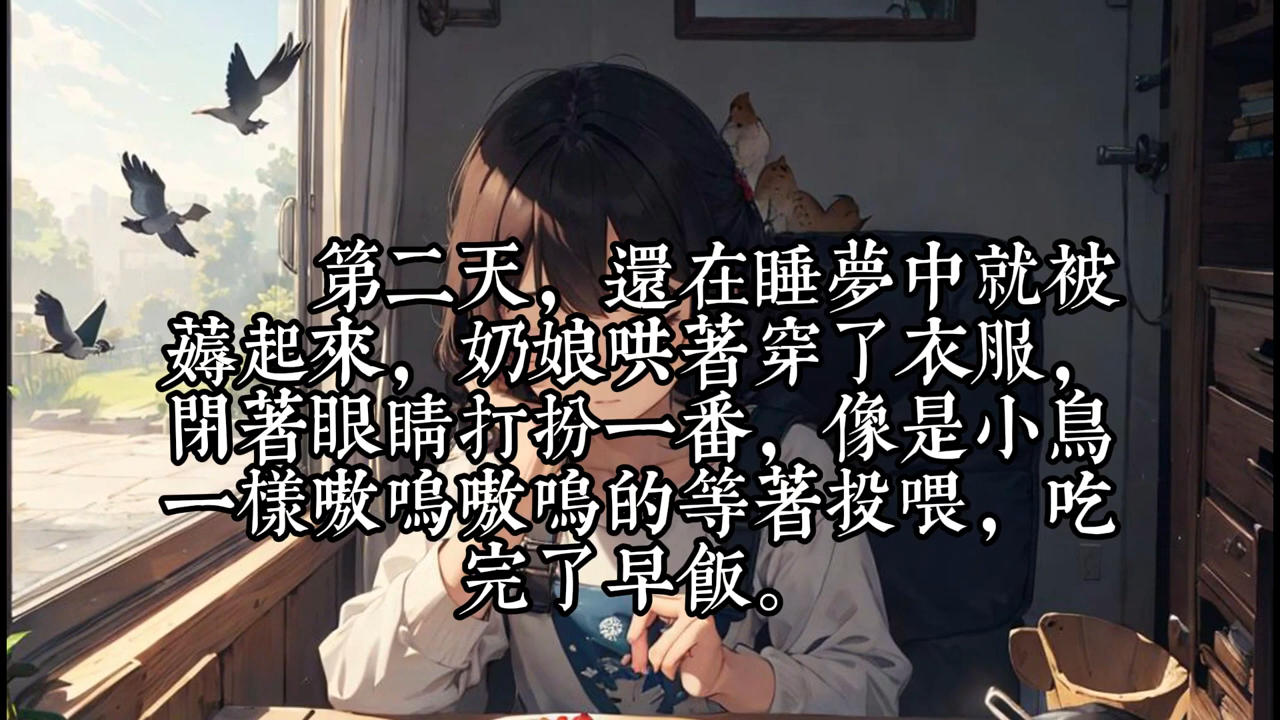 第二天，還在睡夢中就被
薅起來，奶娘哄著穿了衣服，
閉著眼睛打扮一番，像是小鳥
一樣嗷嗚嗷嗚的等著投喂，吃
完了早飯。